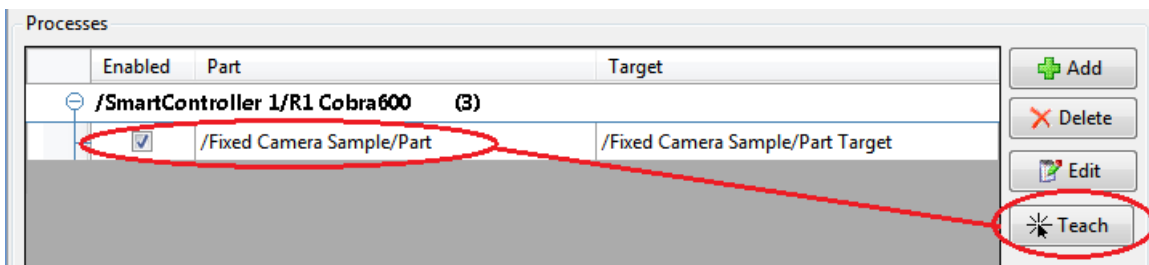 Processes
Enabled Part Target
Add
/SmartController 1/R1 Cobra600 (3)
Delete
/Fixed Camera Sample/Part /Fixed Camera Sample/Part Target
Edit
Teach